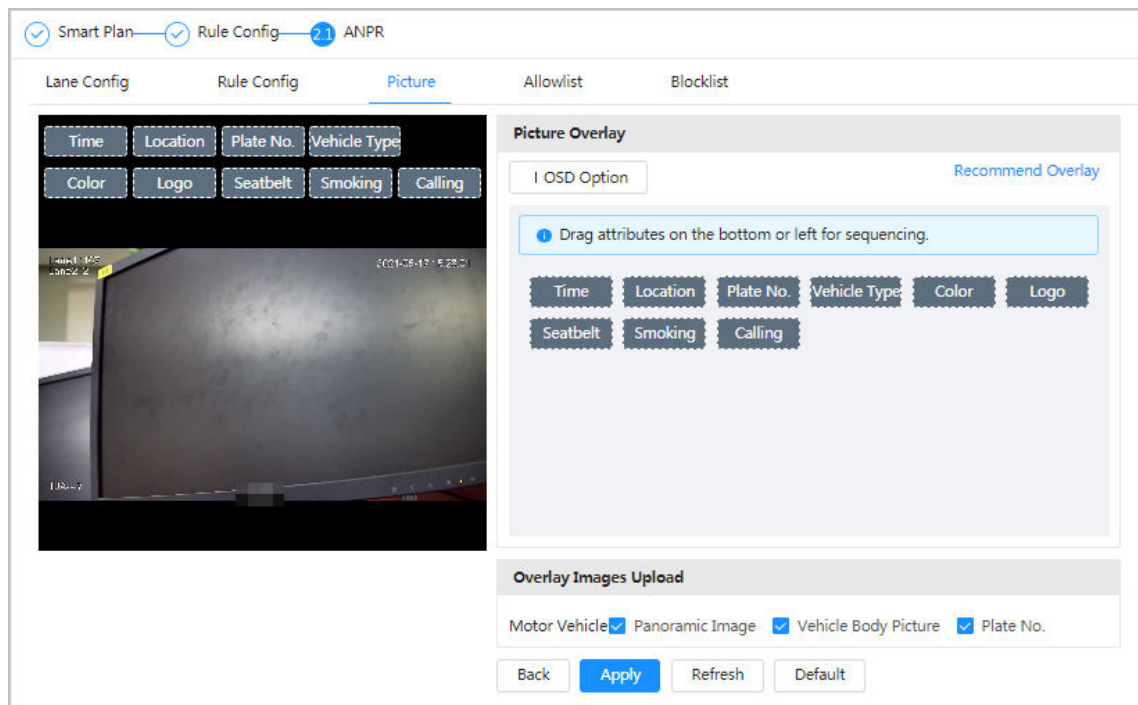 Smart Plan Rule Config 2.1 ANPR
Lane Config Rule Config Picture Allowlist Blocklist
Time Location Plate No. Vehicle Type
Color Logo Seatbelt Smoking Calling
Picture Overlay
I OSD Option Recommend Overlay
Drag attributes on the bottom or left for sequencing.
Time Location Plate No. Vehicle Type Color Logo
Seatbelt Smoking Calling
Overlay Images Upload
Motor Vehicle Panoramic Image Vehicle Body Picture Plate No.
Back Apply Refresh Default